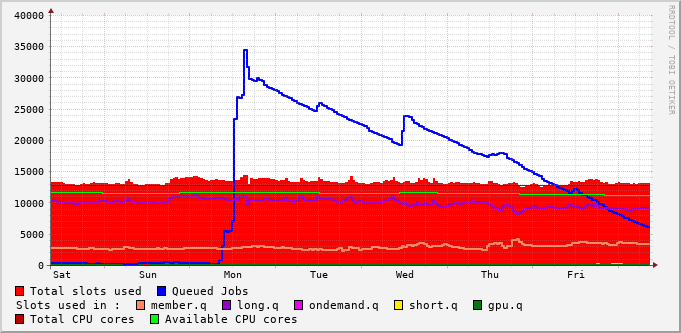 40000
35000
30000
25000
20000
15000
10000
5000
0
Sat Sun Mon Tue Wed Thu Fri
Total slots used Queued Jobs
Slots used in : member.q long.q ondemand.q short.q gpu.q
Total CPU cores Available CPU cores
RRDTOOL / TOBI OETIKER